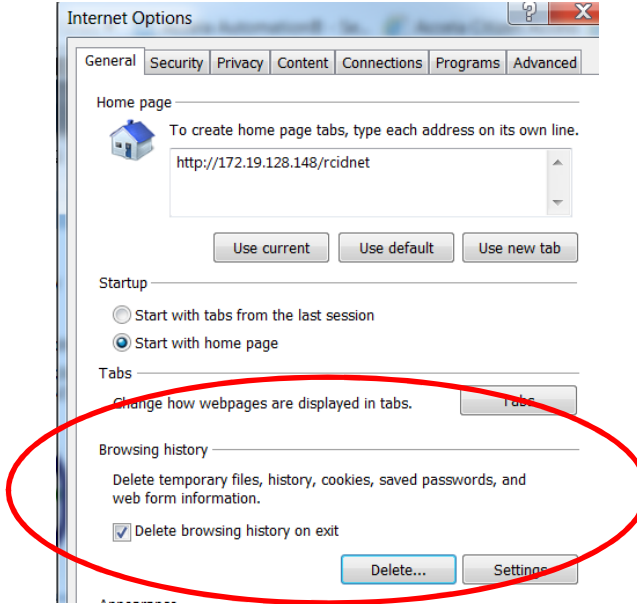 Internet Options
General Security Privacy Content Connections Programs Advanced
Home page
To create home page tabs, type each address on its own line.
http://172.19.128.148/rcidnet
Use current Use default Use new tab
Startup
Start with tabs from the last session
Start with home page
Tabs
Change how webpages are displayed in tabs. Tabs
Browsing history
Delete temporary files, history, cookies, saved passwords, and
web form information.
Delete browsing history on exit
Delete... Settings